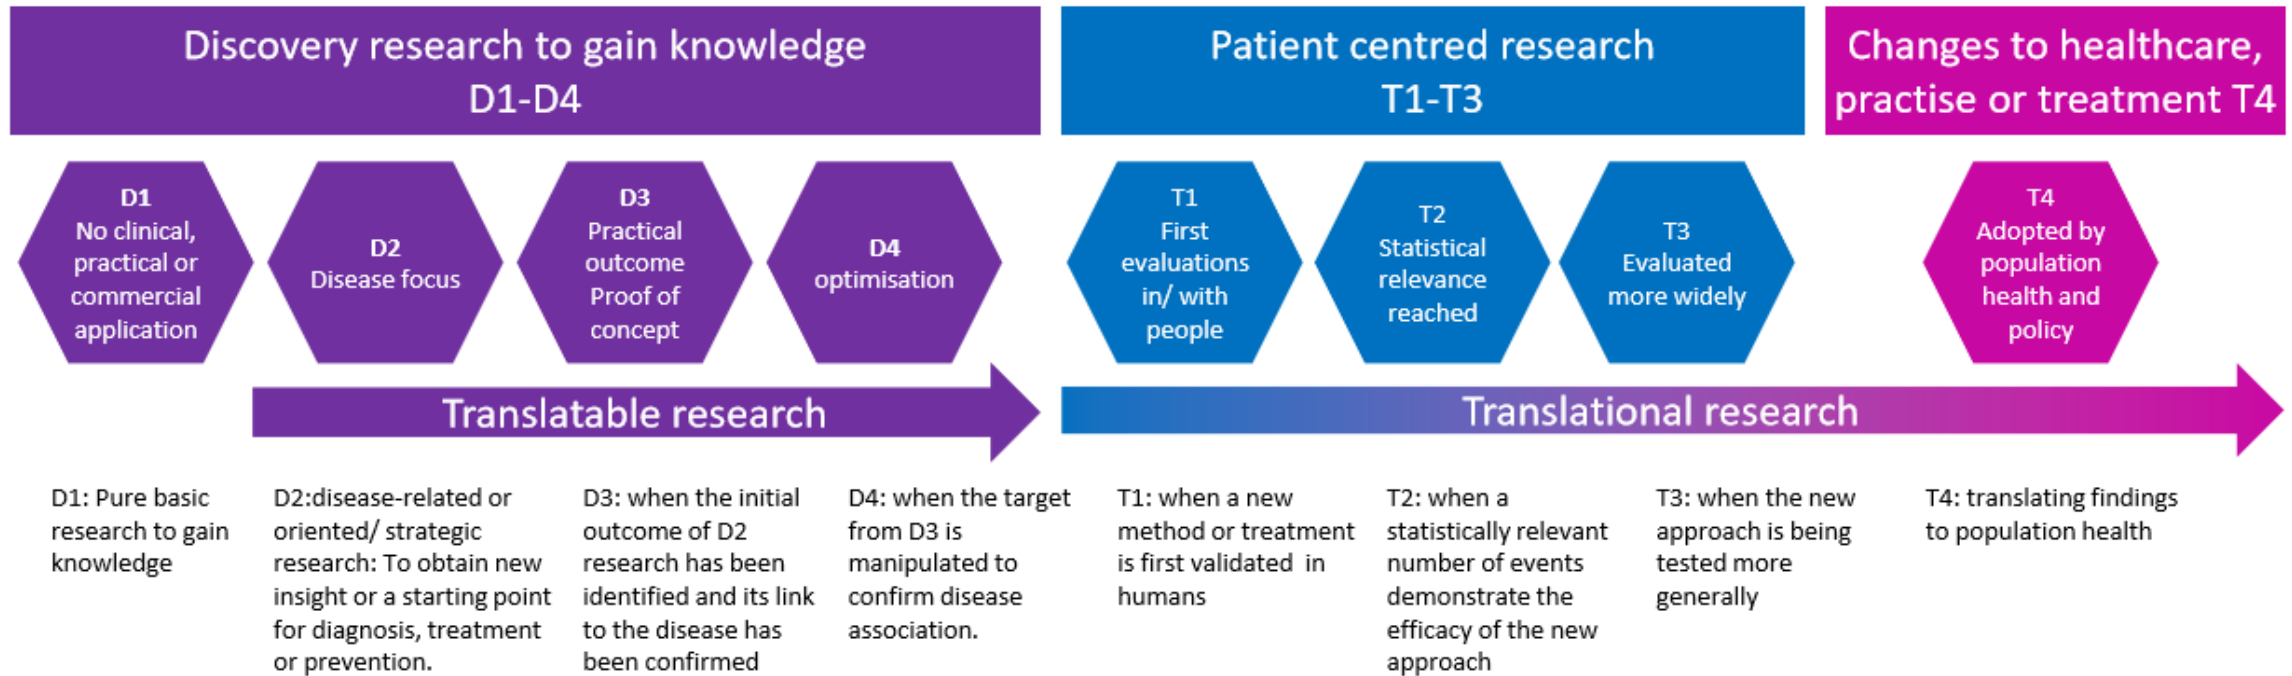 Discovery research to gain knowledge
D1-D4
Patient centred research
T1-T3
Changes to healthcare,
practise or treatment T4
D1
No clinical,
practical or
commercial
application
D2
Disease focus
D3
Practical
outcome
Proof of
concept
D4
optimisation
T1
First
evaluations
in/ with
people
T2
Statistical
relevance
reached
T3
Evaluated
more widely
T4
Adopted by
population
health and
policy
Translatable research
Translational research
D1: Pure basic
research to gain
knowledge
D2:disease-related or
oriented/ strategic
research: To obtain new
insight or a starting point
for diagnosis, treatment
or prevention.
D3: when the initial
outcome of D2
research has been
identified and its link
to the disease has
been confirmed
D4: when the target
from D3 is
manipulated to
confirm disease
association.
T1: when a new
method or treatment
is first validated in
humans
T2: when a
statistically relevant
number of events
demonstrate the
efficacy of the new
approach
T3: when the new
approach is being
tested more
generally
T4: translating findings
to population health